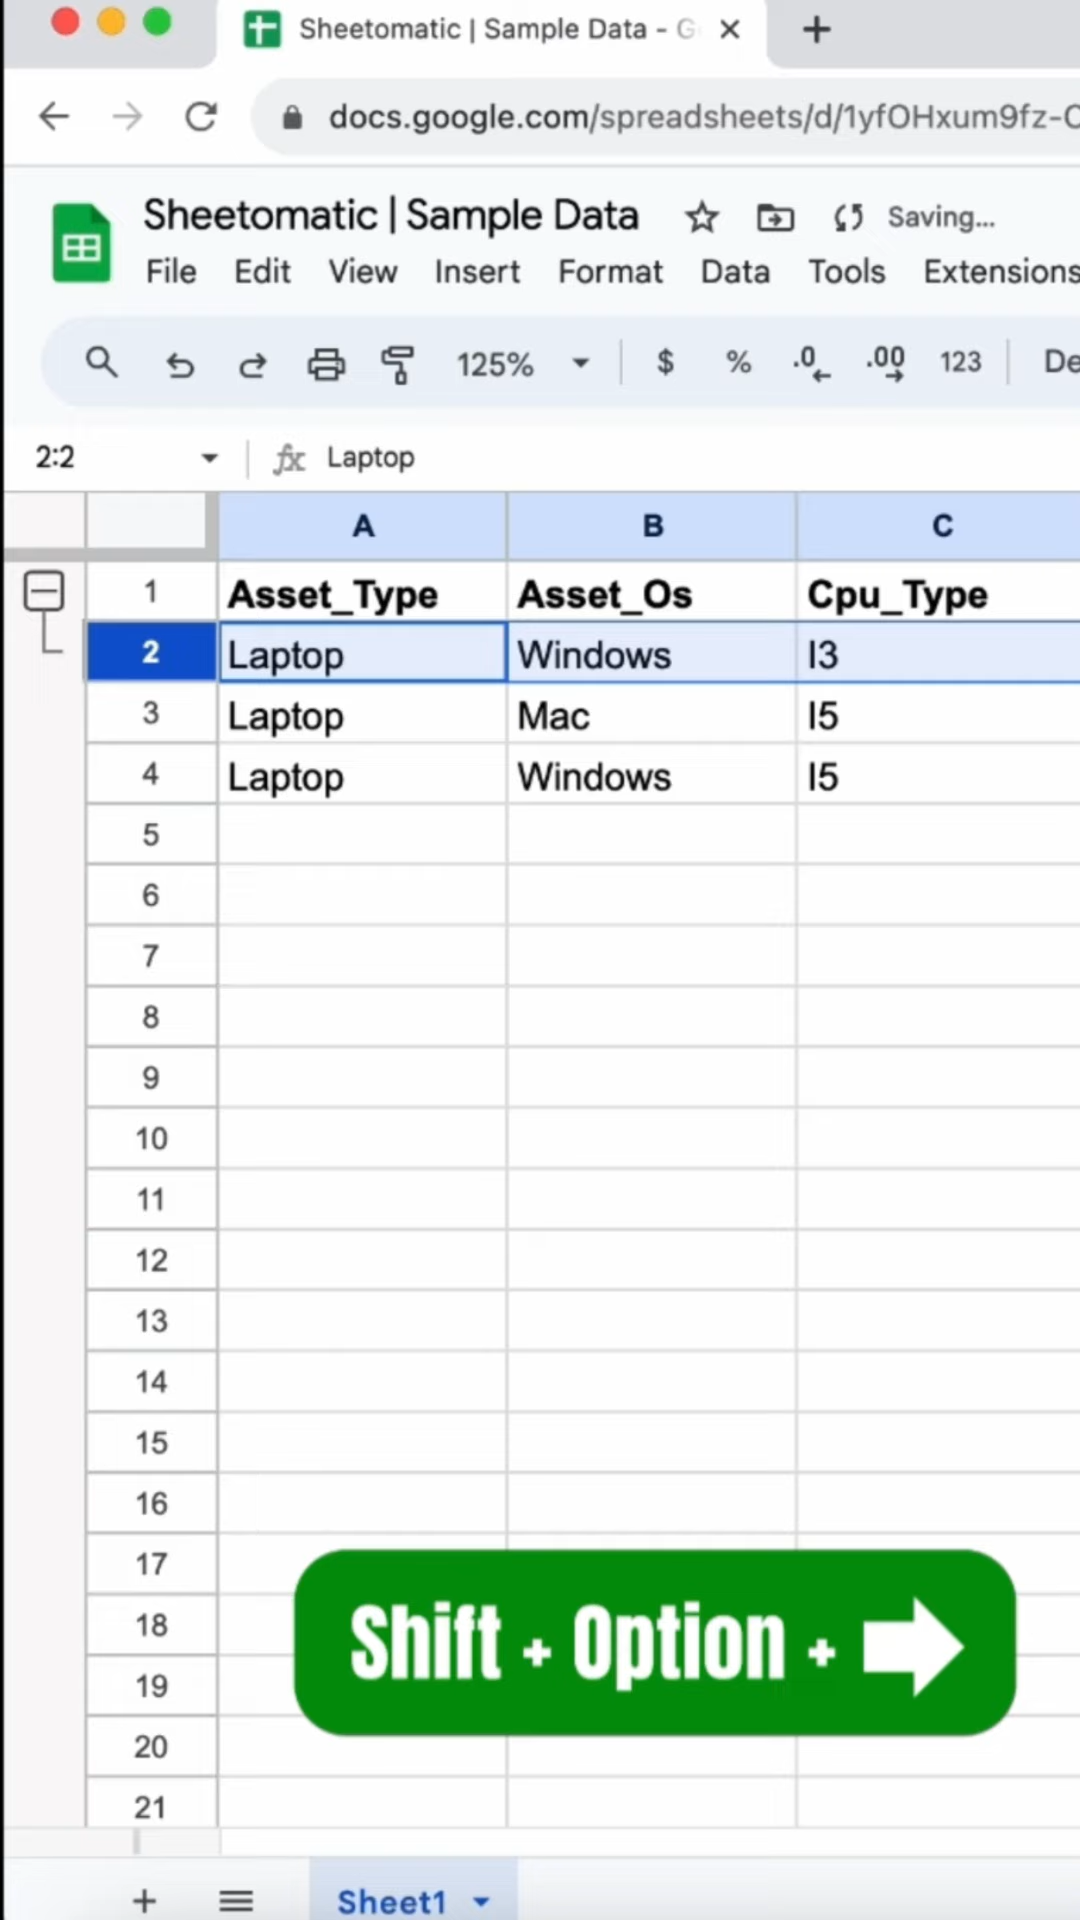 Sheetomatic | Sample Data - G
docs.google.com/spreadsheets/d/1yfOHxum9fz-
Sheetomatic | Sample Data Saving...
File Edit View Insert Format Data Tools Extensions
125% $ % .0 .00 123 De
2:2 fx Laptop
A B C
1 Asset_Type Asset_Os Cpu_Type
2 Laptop Windows I3
3 Laptop Mac I5
4 Laptop Windows I5
5
6
7
8
9
10
11
12
13
14
15
16
17
18
19
20
21
Shift + Option +
Sheet1